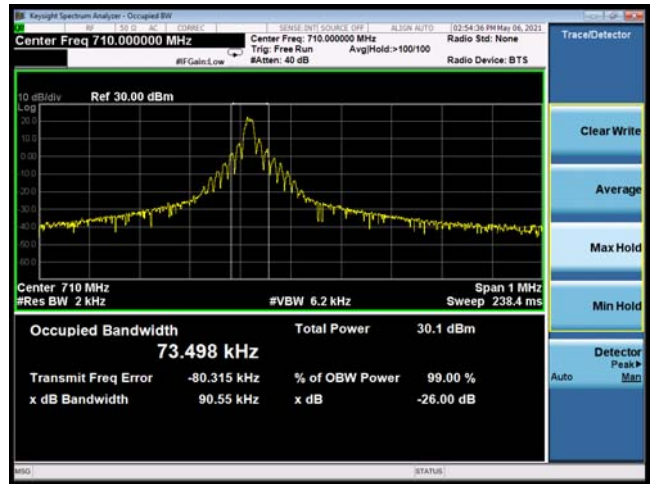 Keysight Spectrum Analyzer - Occupied BW
RF 50 Ω AC CORREC SENSE:INT SOURCE OFF ALIGN AUTO 02:54:36 PM May 06, 2021
Center Freq 710.000000 MHz
Center Freq: 710.000000 MHz
Radio Std: None
Trig: Free Run Avg|Hold:>100/100
#IFGain:Low #Atten: 40 dB Radio Device: BTS
Trace/Detector
10 dB/div Ref 30.00 dBm
Log
20.0
10.0
0.00
-10.0
-20.0
-30.0
-40.0
-50.0
-60.0
Center 710 MHz Span 1 MHz
#Res BW 2 kHz #VBW 6.2 kHz Sweep 238.4 ms
Occupied Bandwidth Total Power 30.1 dBm
73.498 kHz
Transmit Freq Error -80.315 kHz % of OBW Power 99.00 %
x dB Bandwidth 90.55 kHz x dB -26.00 dB
Clear Write
Average
Max Hold
Min Hold
Detector
Peak▶
Auto Man
MSG STATUS